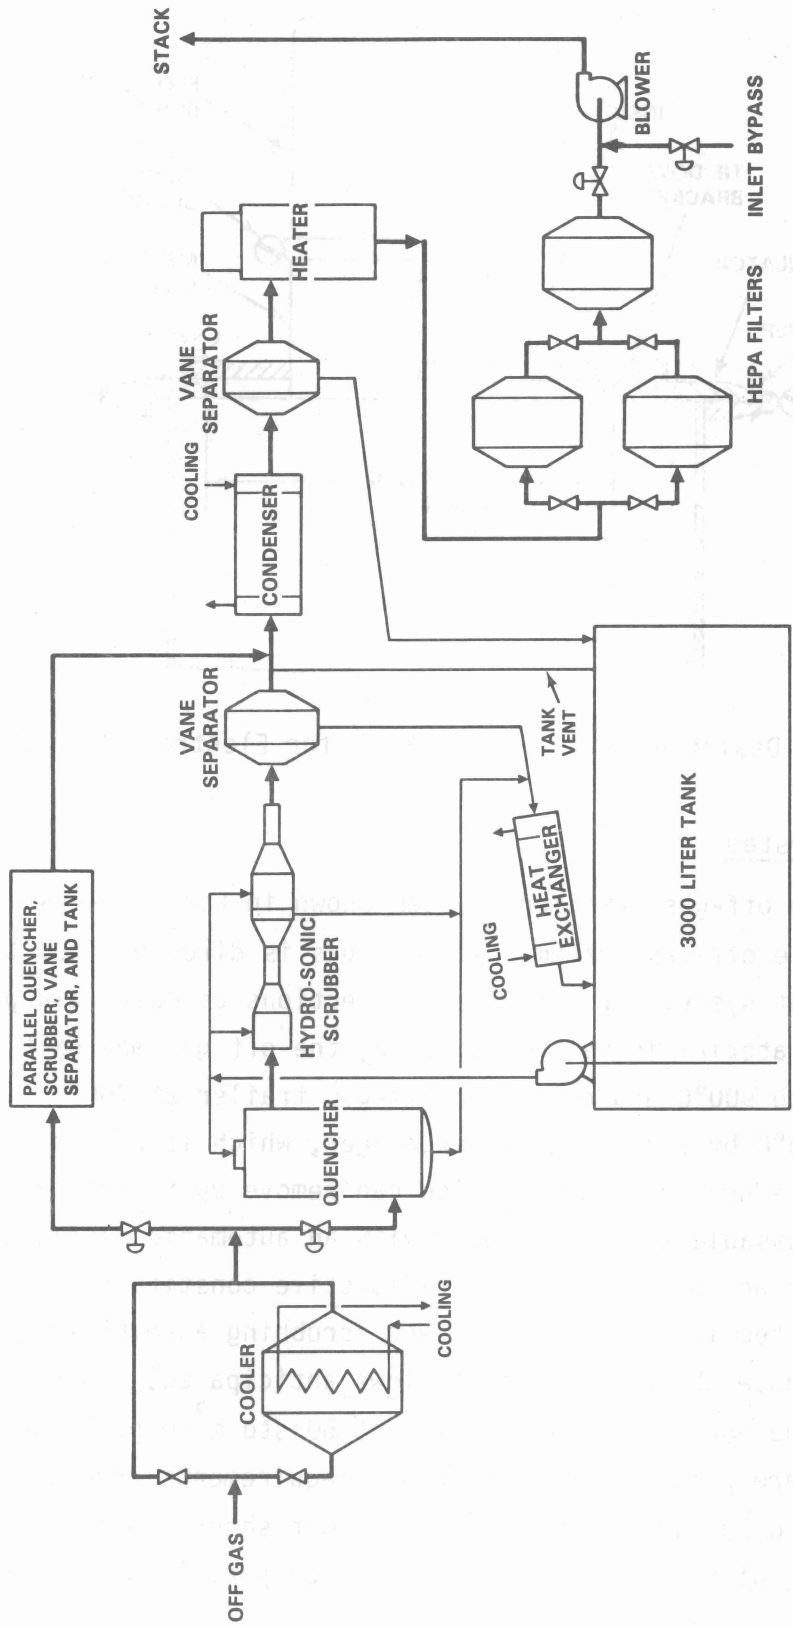 OFF GAS
COOLER
COOLING
PARALLEL QUENCHER,
SCRUBBER, VANE
SEPARATOR, AND TANK
QUENCHER
HYDRO-SONIC
SCRUBBER
VANE
SEPARATOR
COOLING
HEAT
EXCHANGER
TANK
VENT
3000 LITER TANK
COOLING
CONDENSER
VANE
SEPARATOR
HEATER
HEPA FILTERS
INLET BYPASS
BLOWER
STACK